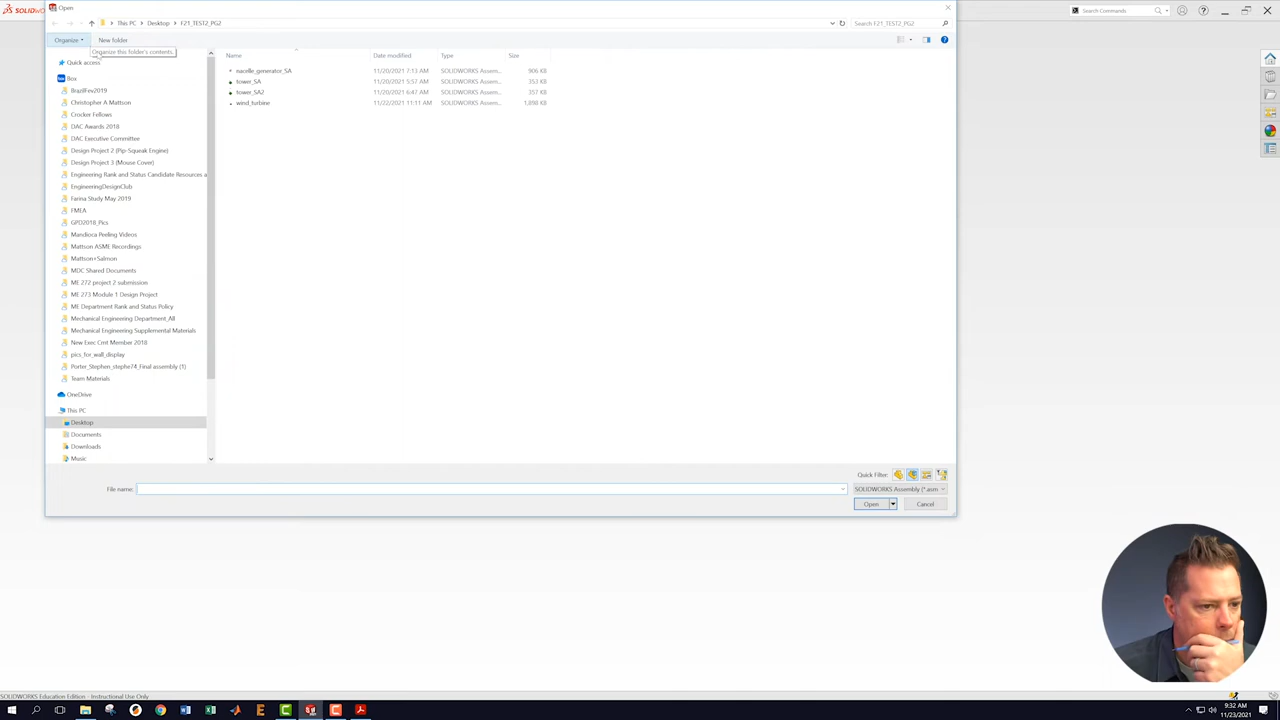 Open
This PC > Desktop > F21_TEST2_PG2
Search F21_TEST2_PG2
Search Commands
Organize
New folder
Organize this folder's contents.
Name
Date modified
Type
Size
Quick access
Box
BrazilFev2019
Christopher A Mattson
Crocker Fellows
DAC Awards 2018
DAC Executive Committee
Design Project 2 (Pip-Squeak Engine)
Design Project 3 (Mouse Cover)
Engineering Rank and Status Candidate Resources a
EngineeringDesignClub
Farina Study May 2019
FMEA
GPD2018_Pics
Mandioca Peeling Videos
Mattson ASME Recordings
Mattson+Salmon
MDC Shared Documents
ME 272 project 2 submission
ME 273 Module 1 Design Project
ME Department Rank and Status Policy
Mechanical Engineering Department_All
Mechanical Engineering Supplemental Materials
New Exec Cmt Member 2018
pics_for_wall_display
Porter_Stephen_stephe74_Final assembly (1)
Team Materials
OneDrive
This PC
Desktop
Documents
Downloads
Music
nacelle_generator_SA 11/20/2021 7:13 AM SOLIDWORKS Assem... 906 KB
tower_SA 11/20/2021 5:57 AM SOLIDWORKS Assem... 353 KB
tower_SA2 11/20/2021 6:47 AM SOLIDWORKS Assem... 357 KB
wind_turbine 11/22/2021 11:11 AM SOLIDWORKS Assem... 1,898 KB
Quick Filter:
File name:
SOLIDWORKS Assembly (*.asm
Open
Cancel
SOLIDWORKS Education Edition - Instructional Use Only
9:32 AM
11/23/2021